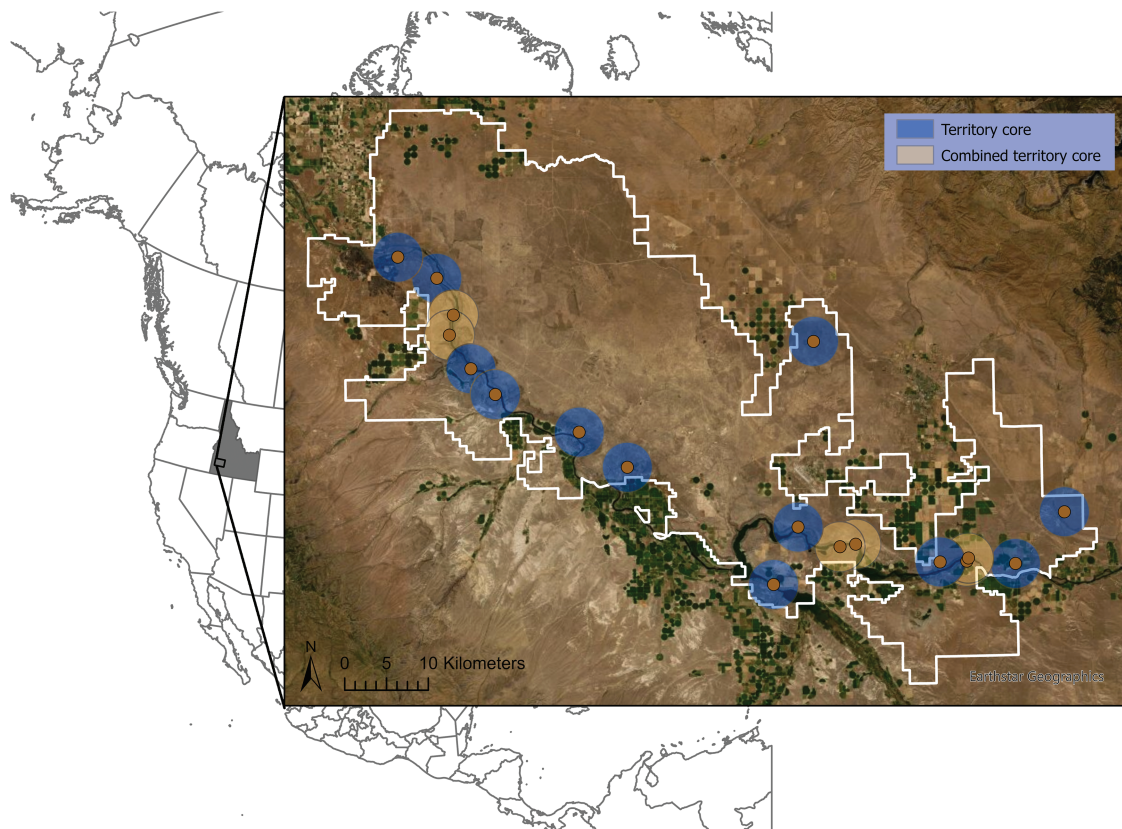 Territory core
Combined territory core
N
0 5 10 Kilometers
Earthstar Geographics